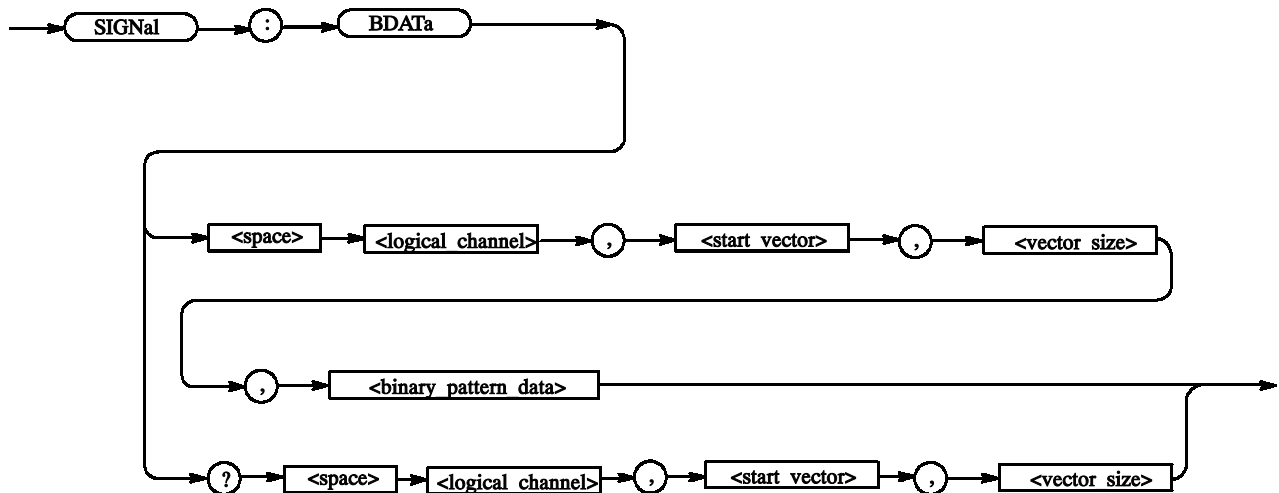 SIGNal : BDATa
<space> <logical channel> , <start vector> , <vector size>
, <binary pattern data>
? <space> <logical channel> , <start vector> , <vector size>